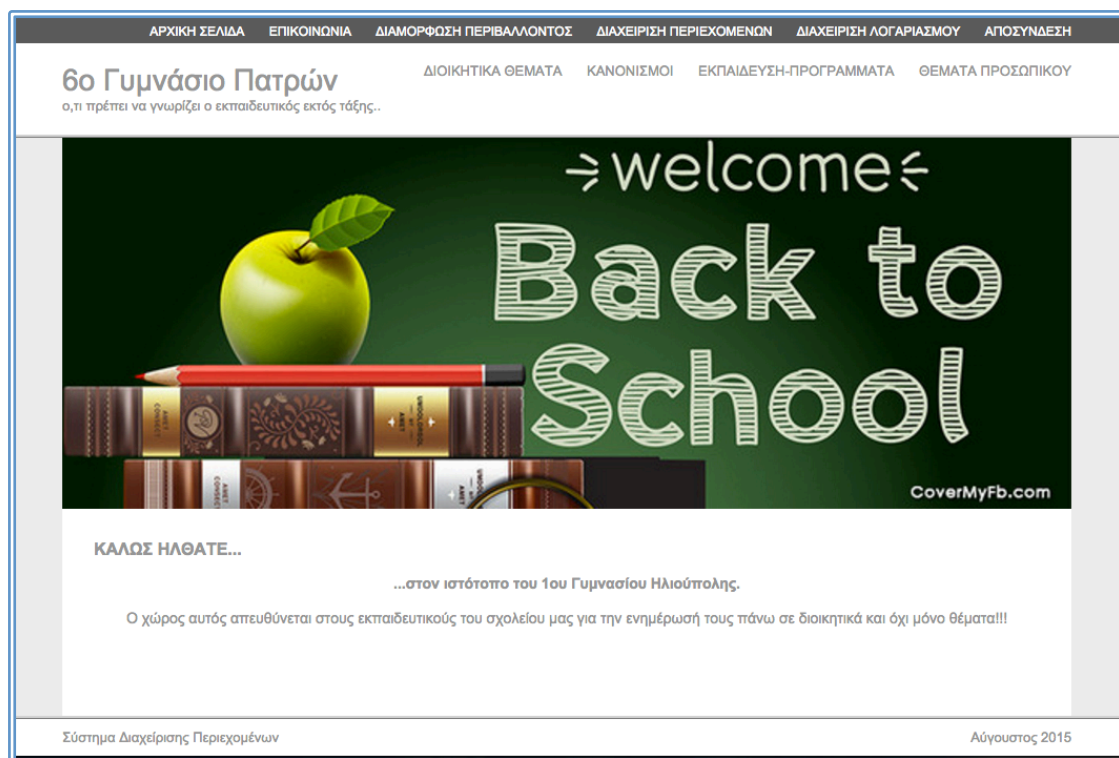 ΑΡΧΙΚΗ ΣΕΛΙΔΑ ΕΠΙΚΟΙΝΩΝΙΑ ΔΙΑΜΟΡΦΩΣΗ ΠΕΡΙΒΑΛΛΟΝΤΟΣ ΔΙΑΧΕΙΡΙΣΗ ΠΕΡΙΕΧΟΜΕΝΩΝ ΔΙΑΧΕΙΡΙΣΗ ΛΟΓΑΡΙΑΣΜΟΥ ΑΠΟΣΥΝΔΕΣΗ
6ο Γυμνάσιο Πατρών
ο,τι πρέπει να γνωρίζει ο εκπαιδευτικός εκτός τάξης..
ΔΙΟΙΚΗΤΙΚΑ ΘΕΜΑΤΑ ΚΑΝΟΝΙΣΜΟΙ ΕΚΠΑΙΔΕΥΣΗ-ΠΡΟΓΡΑΜΜΑΤΑ ΘΕΜΑΤΑ ΠΡΟΣΩΠΙΚΟΥ
welcome
Back to
School
CoverMyFb.com
ΚΑΛΩΣ ΗΛΘΑΤΕ...
...στον ιστότοπο του 1ου Γυμνασίου Ηλιούπολης.
Ο χώρος αυτός απευθύνεται στους εκπαιδευτικούς του σχολείου μας για την ενημέρωσή τους πάνω σε διοικητικά και όχι μόνο θέματα!!!
Σύστημα Διαχείρισης Περιεχομένων
Αύγουστος 2015